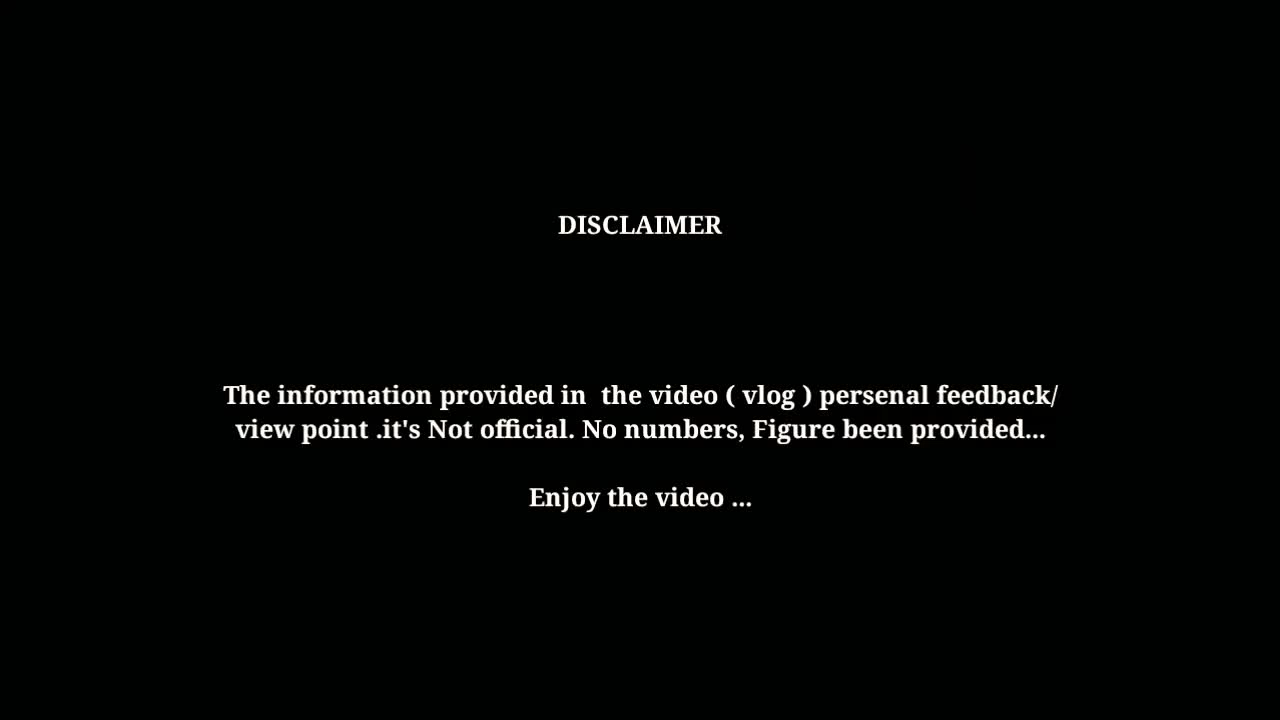 DISCLAIMER
The information provided in  the video ( vlog ) persenal feedback/
view point .it's Not official. No numbers, Figure been provided...
Enjoy the video ...